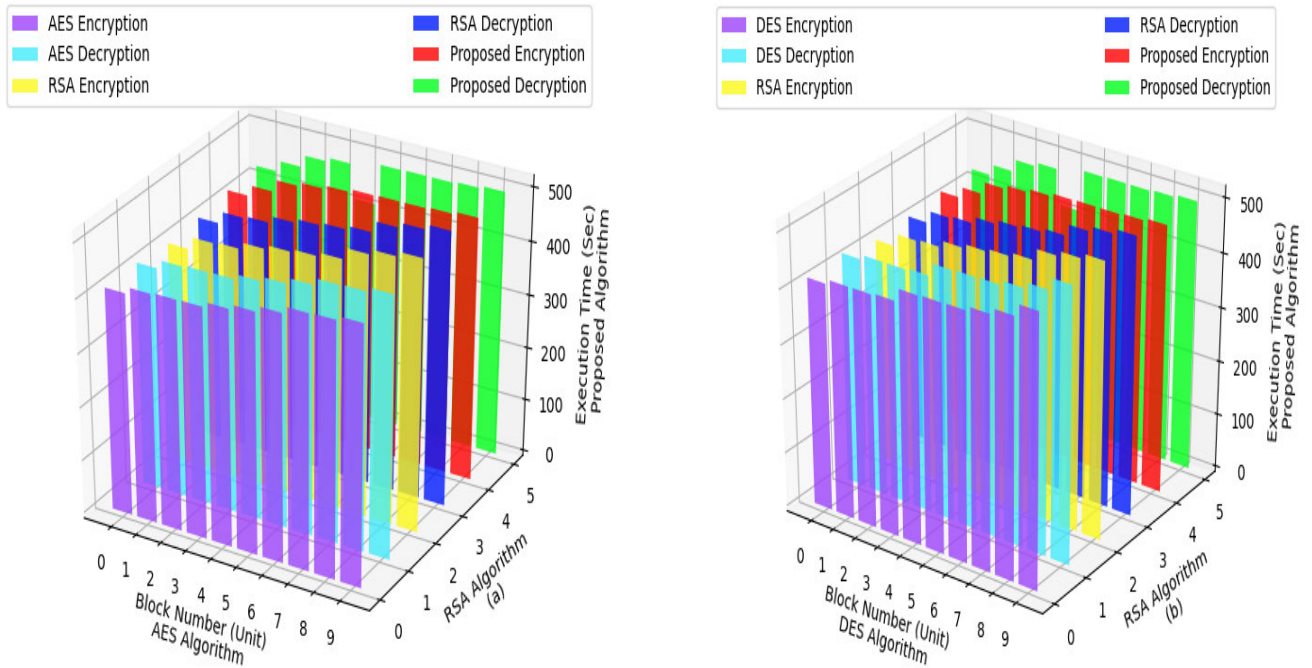 AES Encryption
AES Decryption
RSA Encryption
RSA Decryption
Proposed Encryption
Proposed Decryption
500
400
300
200
100
0
Execution Time (Sec)
Proposed Algorithm
0
1
2
3
4
5
6
7
8
9
Block Number (Unit)
AES Algorithm
0
1
2
3
4
5
RSA Algorithm
(a)
DES Encryption
DES Decryption
RSA Encryption
RSA Decryption
Proposed Encryption
Proposed Decryption
500
400
300
200
100
0
Execution Time (Sec)
Proposed Algorithm
0
1
2
3
4
5
6
7
8
9
Block Number (Unit)
DES Algorithm
0
1
2
3
4
5
RSA Algorithm
(b)